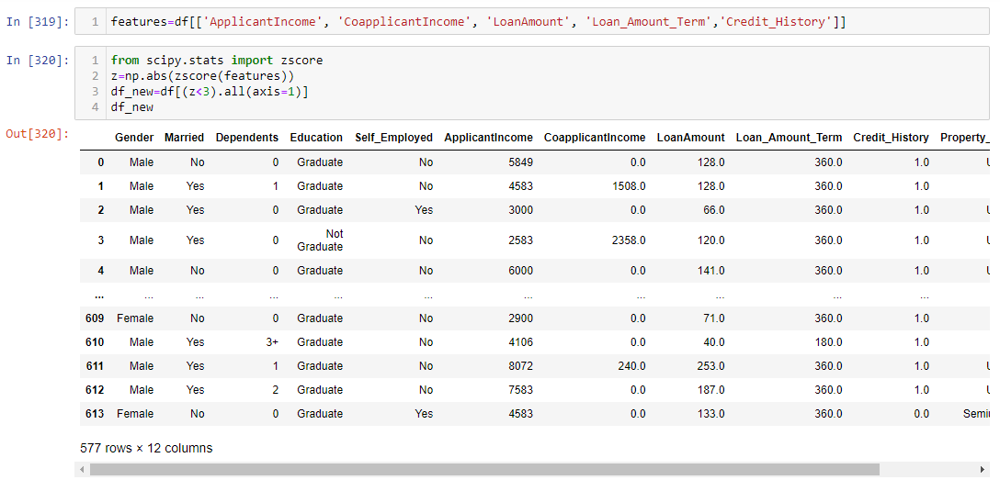 In [319]: 1 features=df[['ApplicantIncome', 'CoapplicantIncome', 'LoanAmount', 'Loan_Amount_Term','Credit_History']]
In [320]: 1 from scipy.stats import zscore
2 z=np.abs(zscore(features))
3 df_new=df[(z<3).all(axis=1)]
4 df_new
Out[320]:
Gender Married Dependents Education Self_Employed ApplicantIncome CoapplicantIncome LoanAmount Loan_Amount_Term Credit_History Property_
0 Male No 0 Graduate No 5849 0.0 128.0 360.0 1.0 U
1 Male Yes 1 Graduate No 4583 1508.0 128.0 360.0 1.0
2 Male Yes 0 Graduate Yes 3000 0.0 66.0 360.0 1.0 U
3 Male Yes 0 Not Graduate No 2583 2358.0 120.0 360.0 1.0 U
4 Male No 0 Graduate No 6000 0.0 141.0 360.0 1.0 U
... ... ... ... ... ... ... ... ... ... ...
609 Female No 0 Graduate No 2900 0.0 71.0 360.0 1.0
610 Male Yes 3+ Graduate No 4106 0.0 40.0 180.0 1.0
611 Male Yes 1 Graduate No 8072 240.0 253.0 360.0 1.0 U
612 Male Yes 2 Graduate No 7583 0.0 187.0 360.0 1.0 U
613 Female No 0 Graduate Yes 4583 0.0 133.0 360.0 0.0 Semiu
577 rows × 12 columns